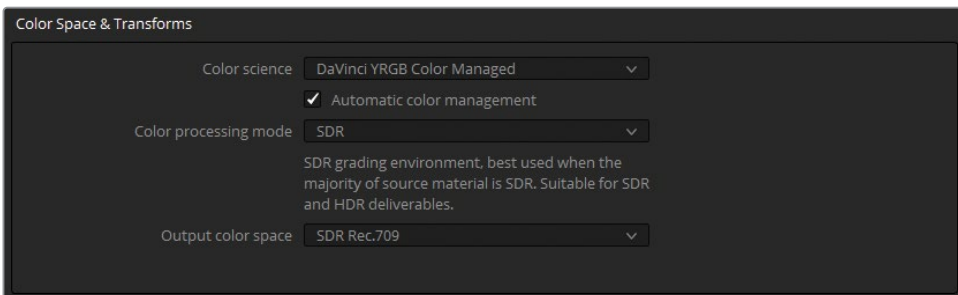 Color Space & Transforms
Color science DaVinci YRGB Color Managed
Automatic color management
Color processing mode SDR
SDR grading environment, best used when the
majority of source material is SDR. Suitable for SDR
and HDR deliverables.
Output color space SDR Rec.709